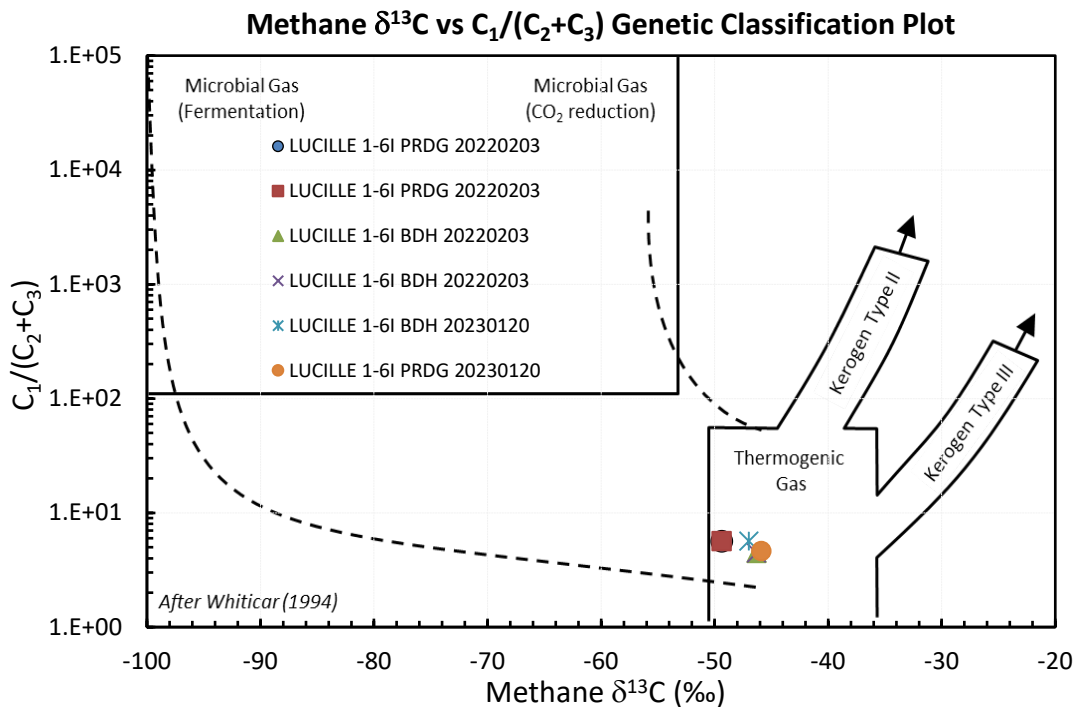 Methane δ¹³C vs C₁/(C₂+C₃) Genetic Classification Plot
C₁/(C₂+C₃)
1.E+05
1.E+04
1.E+03
1.E+02
1.E+01
1.E+00
Microbial Gas
(Fermentation)
Microbial Gas
(CO₂ reduction)
LUCILLE 1-6I PRDG 20220203
LUCILLE 1-6I PRDG 20220203
LUCILLE 1-6I BDH 20220203
LUCILLE 1-6I BDH 20220203
LUCILLE 1-6I BDH 20230120
LUCILLE 1-6I PRDG 20230120
Kerogen Type II
Kerogen Type III
Thermogenic
Gas
After Whiticar (1994)
-100 -90 -80 -70 -60 -50 -40 -30 -20
Methane δ¹³C (‰)